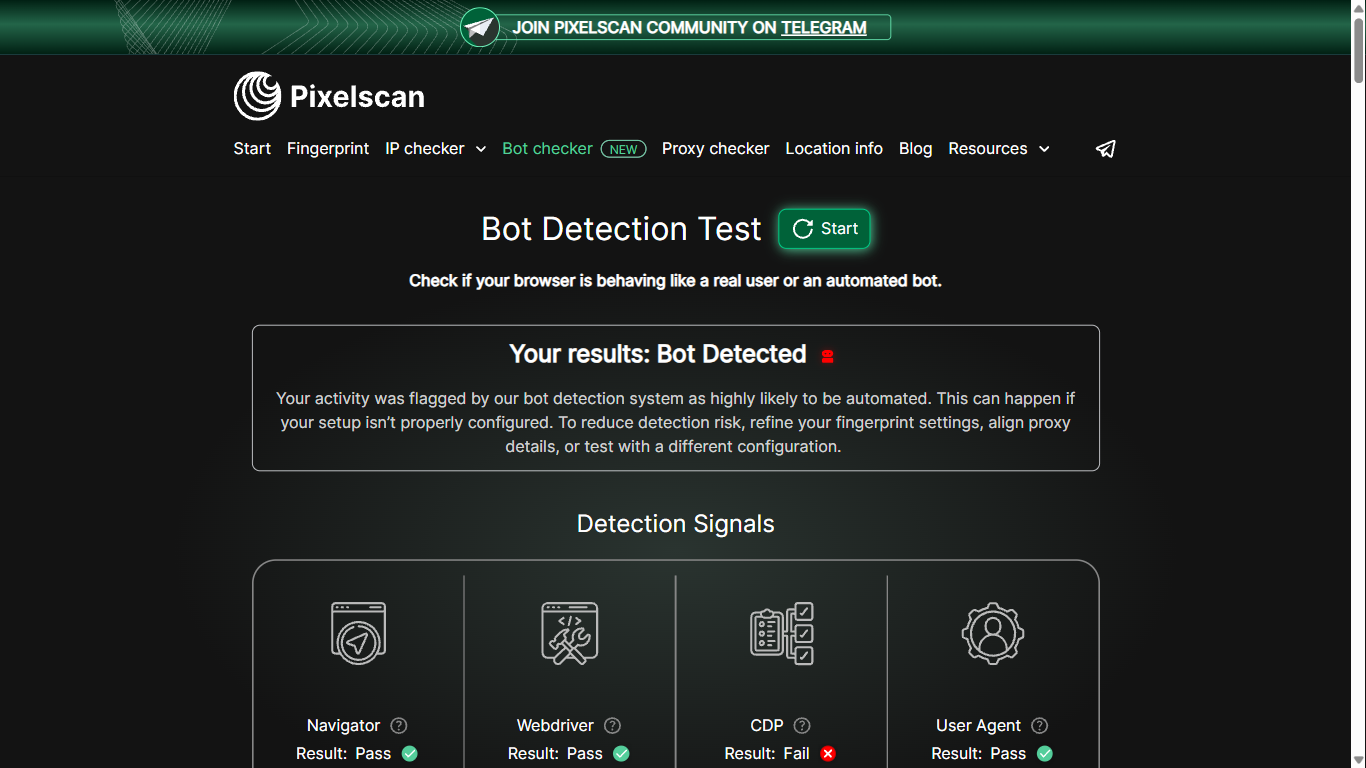 JOIN PIXELSCAN COMMUNITY ON TELEGRAM
Pixelscan
Start Fingerprint IP checker Bot checker NEW Proxy checker Location info Blog Resources
Bot Detection Test Start
Check if your browser is behaving like a real user or an automated bot.
Your results: Bot Detected
Your activity was flagged by our bot detection system as highly likely to be automated. This can happen if
your setup isn’t properly configured. To reduce detection risk, refine your fingerprint settings, align proxy
details, or test with a different configuration.
Detection Signals
Navigator ? Webdriver ? CDP ? User Agent ?
Result: Pass Result: Pass Result: Fail Result: Pass